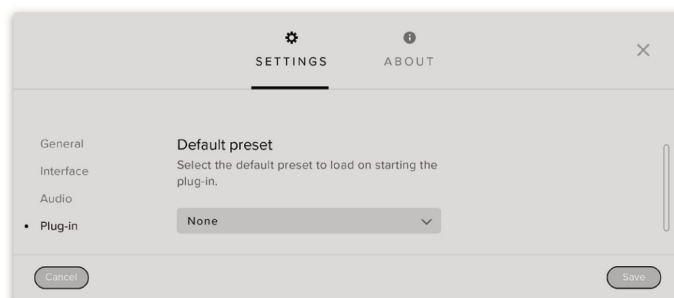 SETTINGS
ABOUT
General
Interface
Audio
Plug-in
Default preset
Select the default preset to load on starting the
plug-in.
None
Cancel
Save